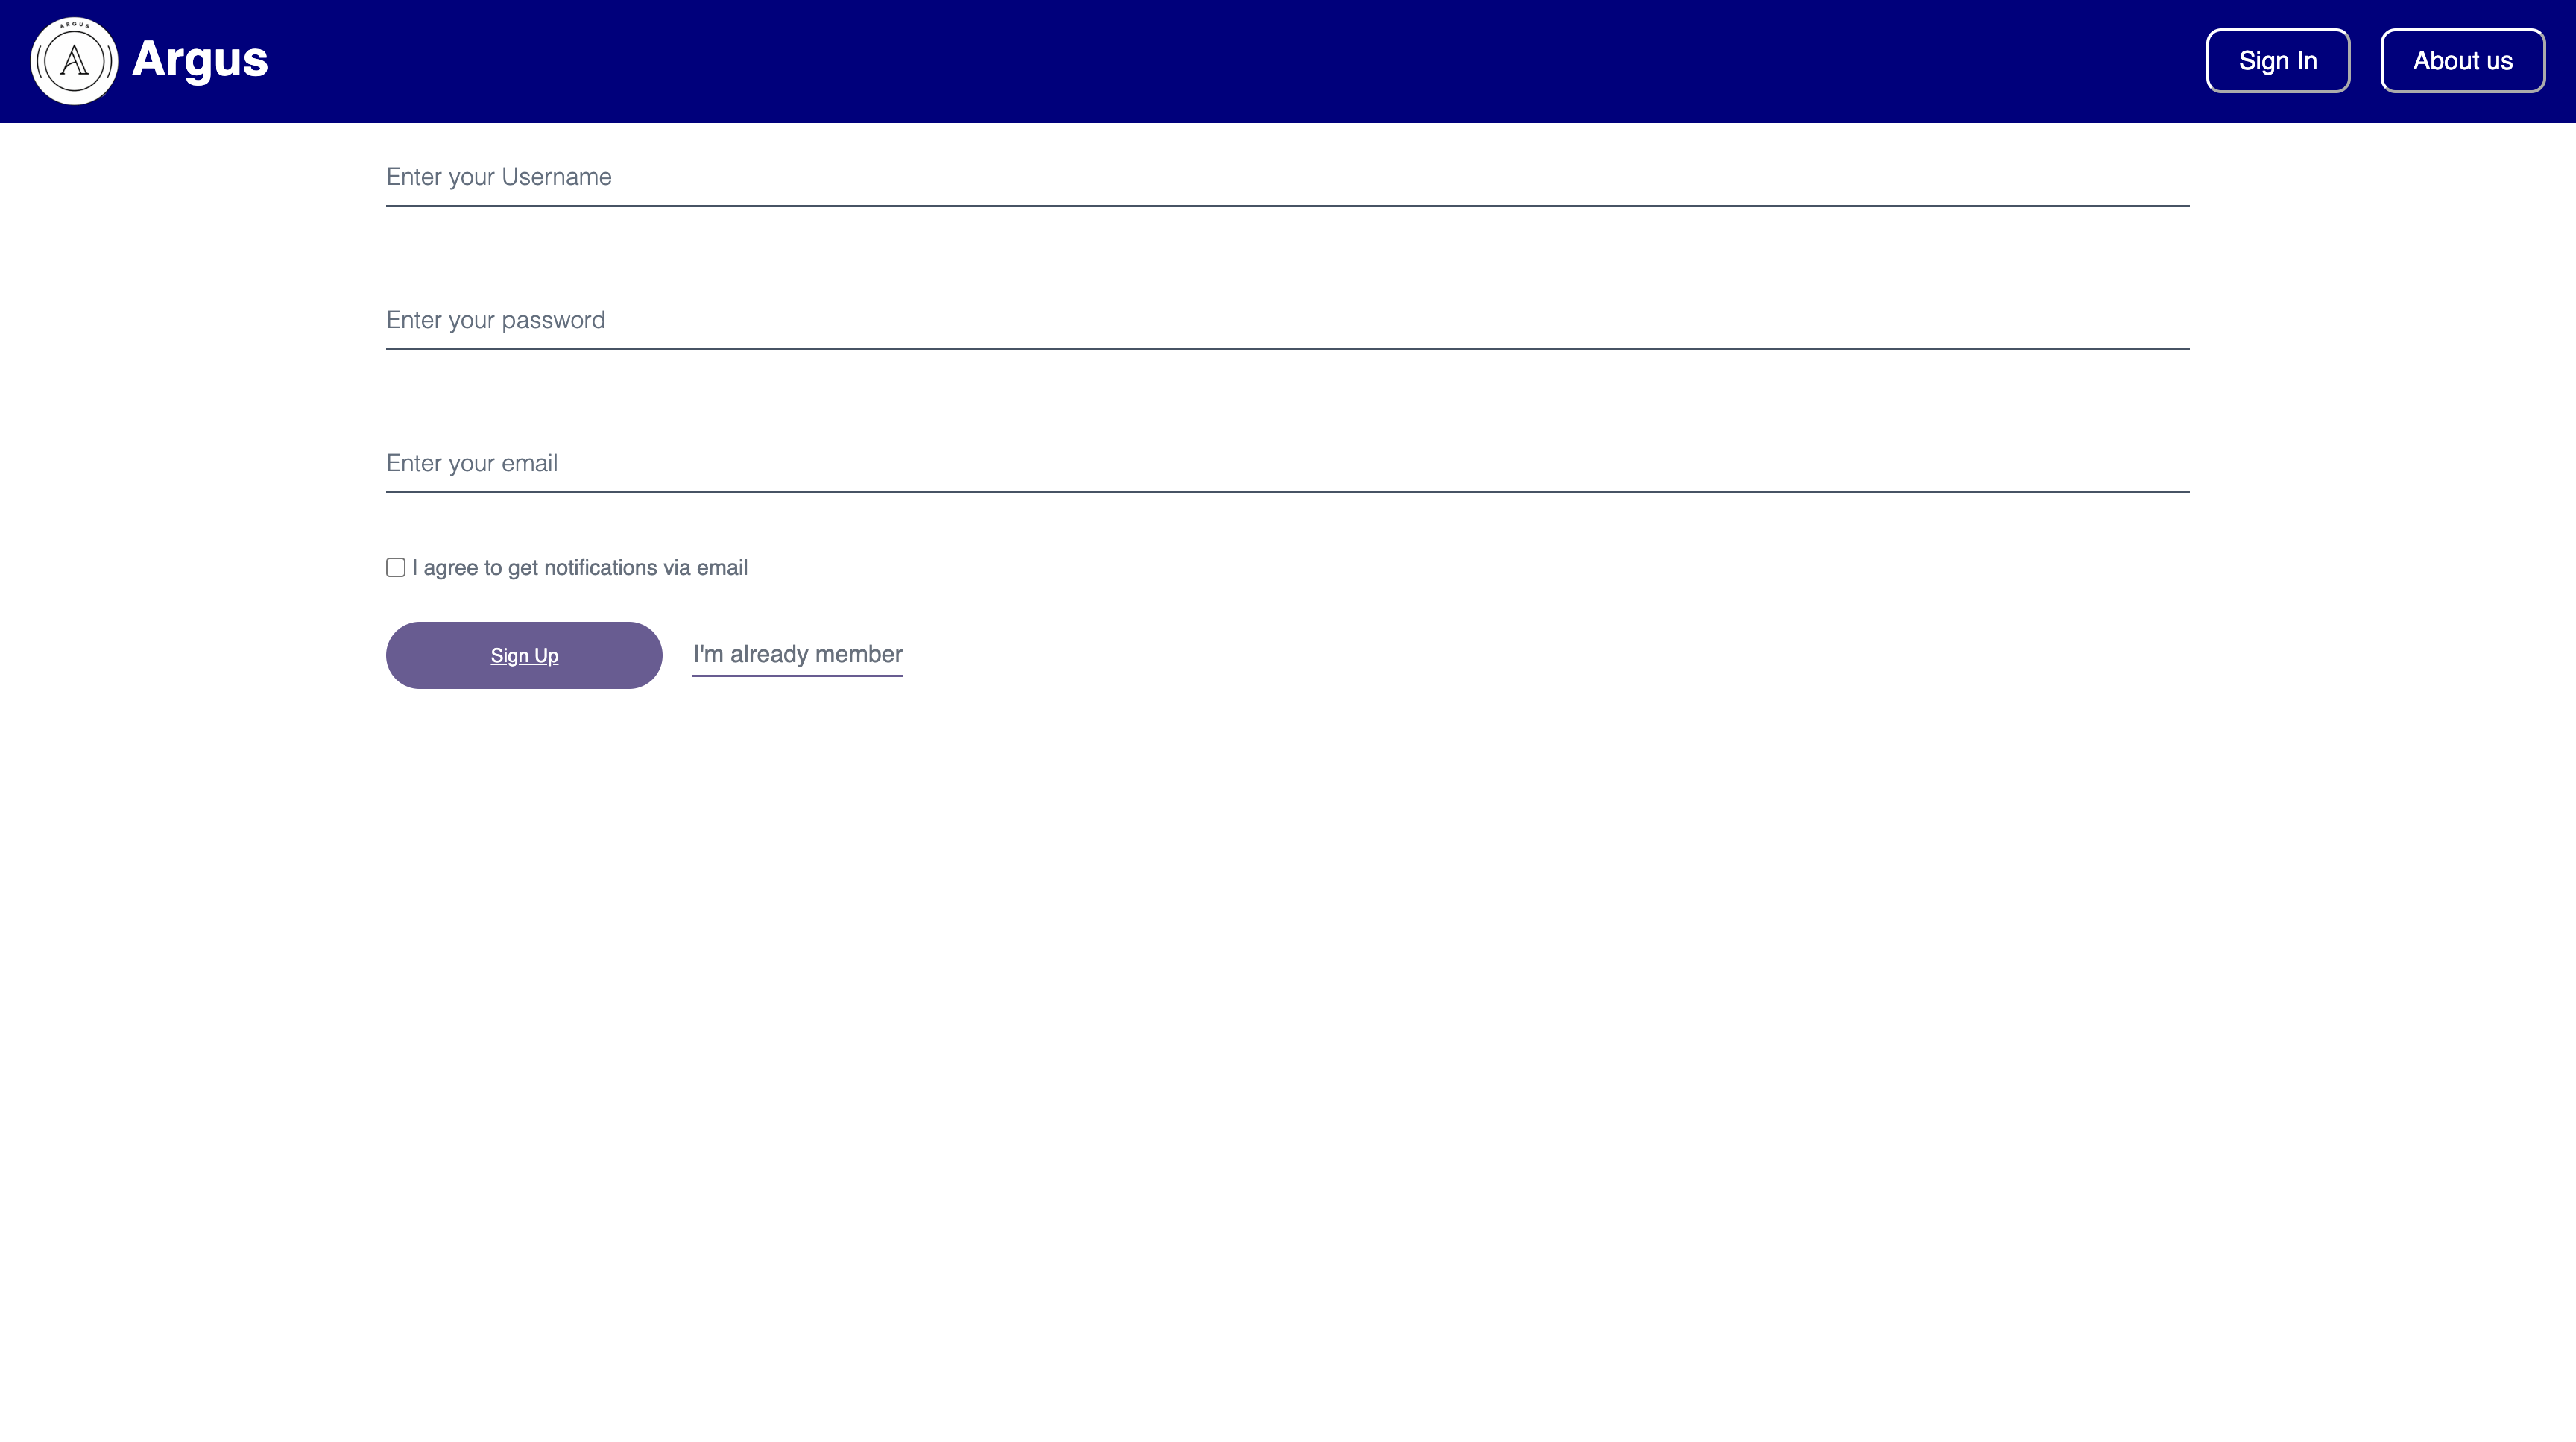 ARGUS
A
Argus
Sign In
About us
Enter your Username
Enter your password
Enter your email
I agree to get notifications via email
Sign Up
I'm already member